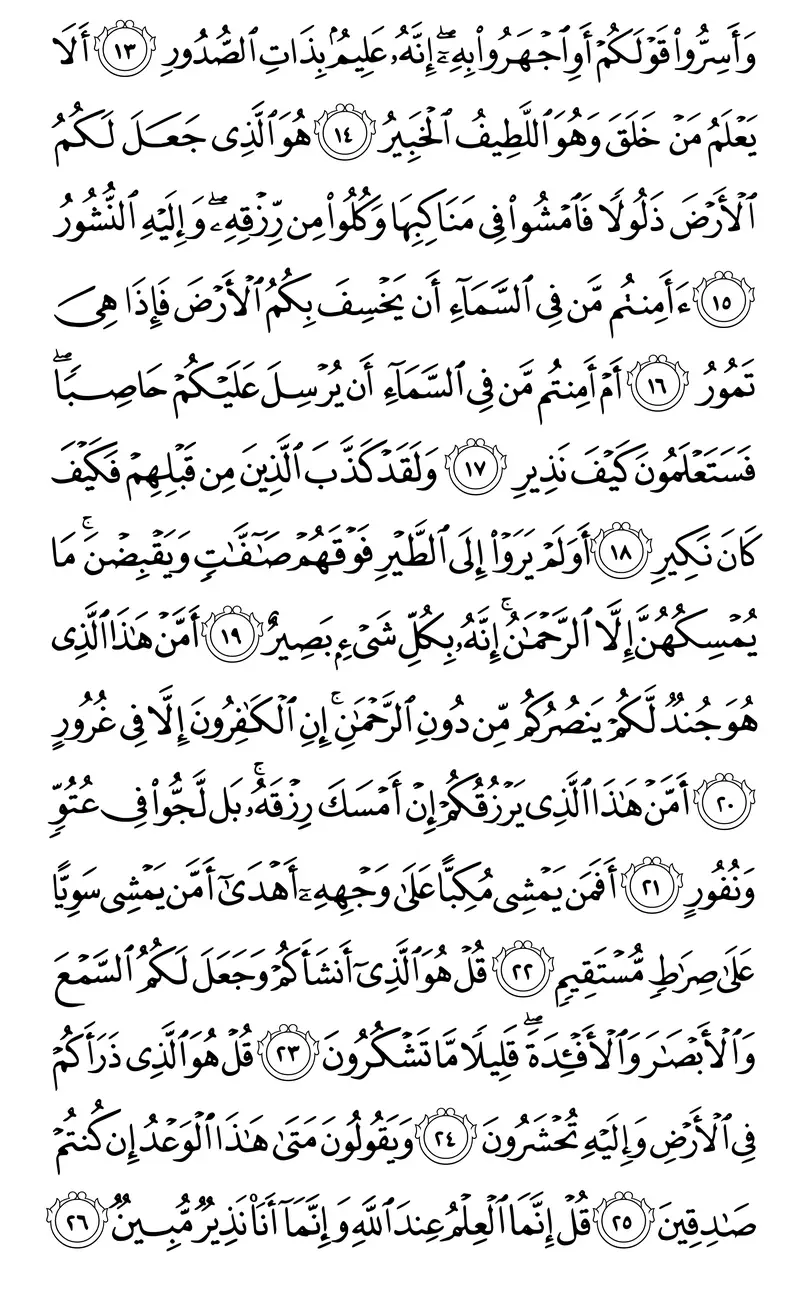 وَأَسِرُّوا۟ قَوْلَكُمْ أَوِ ٱجْهَرُوا۟ بِهِۦٓ ۖ إِنَّهُۥ عَلِيمٌۢ بِذَاتِ ٱلصُّدُورِ ١٣ أَلَا
يَعْلَمُ مَنْ خَلَقَ وَهُوَ ٱللَّطِيفُ ٱلْخَبِيرُ ١٤ هُوَ ٱلَّذِى جَعَلَ لَكُمُ
ٱلْأَرْضَ ذَلُولًا فَٱمْشُوا۟ فِى مَنَاكِبِهَا وَكُلُوا۟ مِن رِّزْقِهِۦ ۖ وَإِلَيْهِ ٱلنُّشُورُ
١٥ ءَأَمِنتُم مَّن فِى ٱلسَّمَآءِ أَن يَخْسِفَ بِكُمُ ٱلْأَرْضَ فَإِذَا هِىَ
تَمُورُ ١٦ أَمْ أَمِنتُم مَّن فِى ٱلسَّمَآءِ أَن يُرْسِلَ عَلَيْكُمْ حَاصِبًا ۖ
فَسَتَعْلَمُونَ كَيْفَ نَذِيرِ ١٧ وَلَقَدْ كَذَّبَ ٱلَّذِينَ مِن قَبْلِهِمْ فَكَيْفَ
كَانَ نَكِيرِ ١٨ أَوَلَمْ يَرَوْا۟ إِلَى ٱلطَّيْرِ فَوْقَهُمْ صَـٰٓفَّـٰتٍ وَيَقْبِضْنَ ۚ مَا
يُمْسِكُهُنَّ إِلَّا ٱلرَّحْمَـٰنُ ۚ إِنَّهُۥ بِكُلِّ شَىْءٍۭ بَصِيرٌ ١٩ أَمَّنْ هَـٰذَا ٱلَّذِى
هُوَ جُندٌ لَّكُمْ يَنصُرُكُم مِّن دُونِ ٱلرَّحْمَـٰنِ ۚ إِنِ ٱلْكَـٰفِرُونَ إِلَّا فِى غُرُورٍ
٢٠ أَمَّنْ هَـٰذَا ٱلَّذِى يَرْزُقُكُمْ إِنْ أَمْسَكَ رِزْقَهُۥ ۚ بَل لَّجُّوا۟ فِى عُتُوٍّ
وَنُفُورٍ ٢١ أَفَمَن يَمْشِى مُكِبًّا عَلَىٰ وَجْهِهِۦٓ أَهْدَىٰٓ أَمَّن يَمْشِى سَوِيًّا
عَلَىٰ صِرَٰطٍ مُّسْتَقِيمٍ ٢٢ قُلْ هُوَ ٱلَّذِىٓ أَنشَأَكُمْ وَجَعَلَ لَكُمُ ٱلسَّمْعَ
وَٱلْأَبْصَـٰرَ وَٱلْأَفْـِٔدَةَ ۖ قَلِيلًا مَّا تَشْكُرُونَ ٢٣ قُلْ هُوَ ٱلَّذِى ذَرَأَكُمْ
فِى ٱلْأَرْضِ وَإِلَيْهِ تُحْشَرُونَ ٢٤ وَيَقُولُونَ مَتَىٰ هَـٰذَا ٱلْوَعْدُ إِن كُنتُمْ
صَـٰدِقِينَ ٢٥ قُلْ إِنَّمَا ٱلْعِلْمُ عِندَ ٱللَّهِ وَإِنَّمَآ أَنَا۠ نَذِيرٌ مُّبِينٌ ٢٦